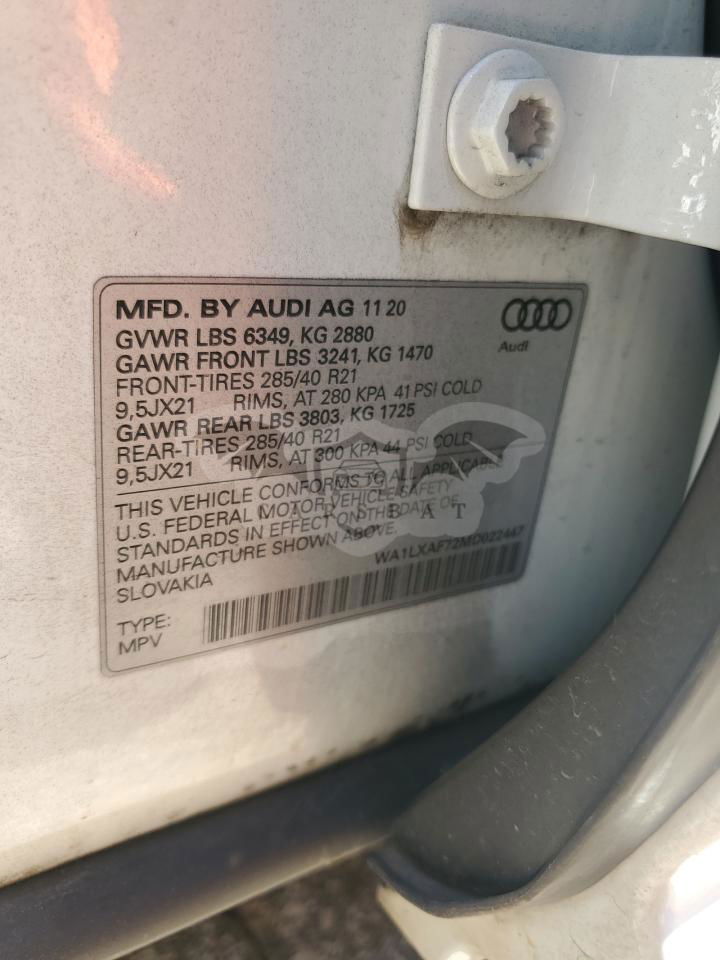 MFD. BY AUDI AG 11 20
Audi
GVWR LBS 6349, KG 2880
GAWR FRONT LBS 3241, KG 1470
FRONT-TIRES 285/40 R21
9,5JX21 RIMS, AT 280 KPA 41 PSI COLD
GAWR REAR LBS 3803, KG 1725
REAR-TIRES 285/40 R21
9,5JX21 RIMS, AT 300 KPA 44 PSI COLD
THIS VEHICLE CONFORMS TO ALL APPLICABLE
U.S. FEDERAL MOTOR VEHICLE SAFETY
STANDARDS IN EFFECT ON THE DATE OF
MANUFACTURE SHOWN ABOVE.
SLOVAKIA
WA1LXAF72MD022447
TYPE:
MPV